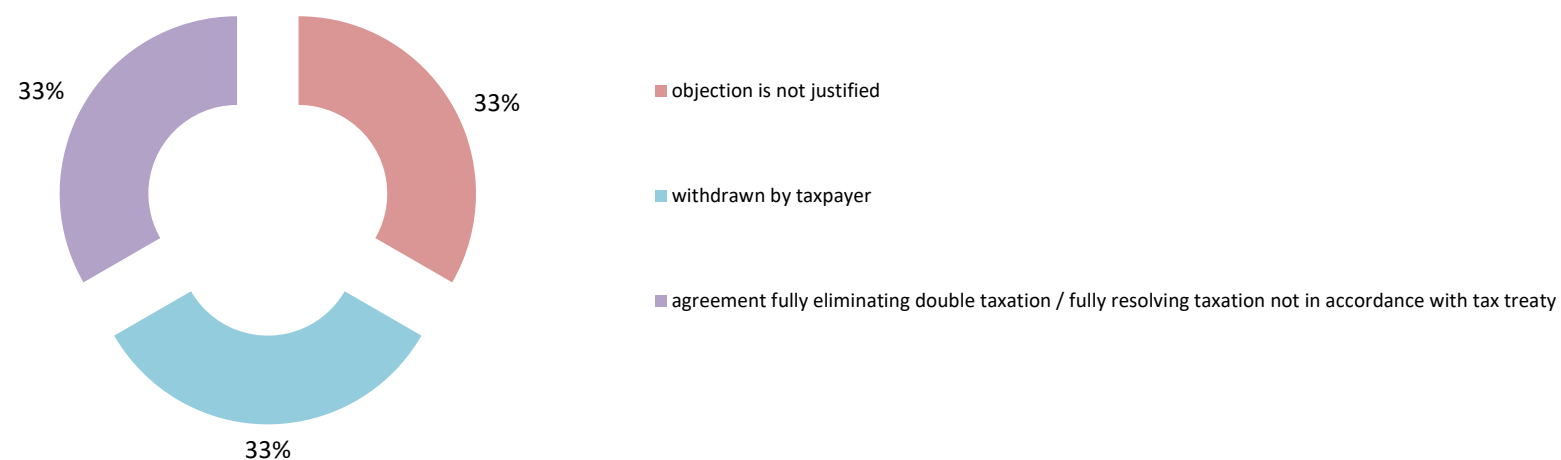 33%
33%
33%
objection is not justified
withdrawn by taxpayer
agreement fully eliminating double taxation / fully resolving taxation not in accordance with tax treaty